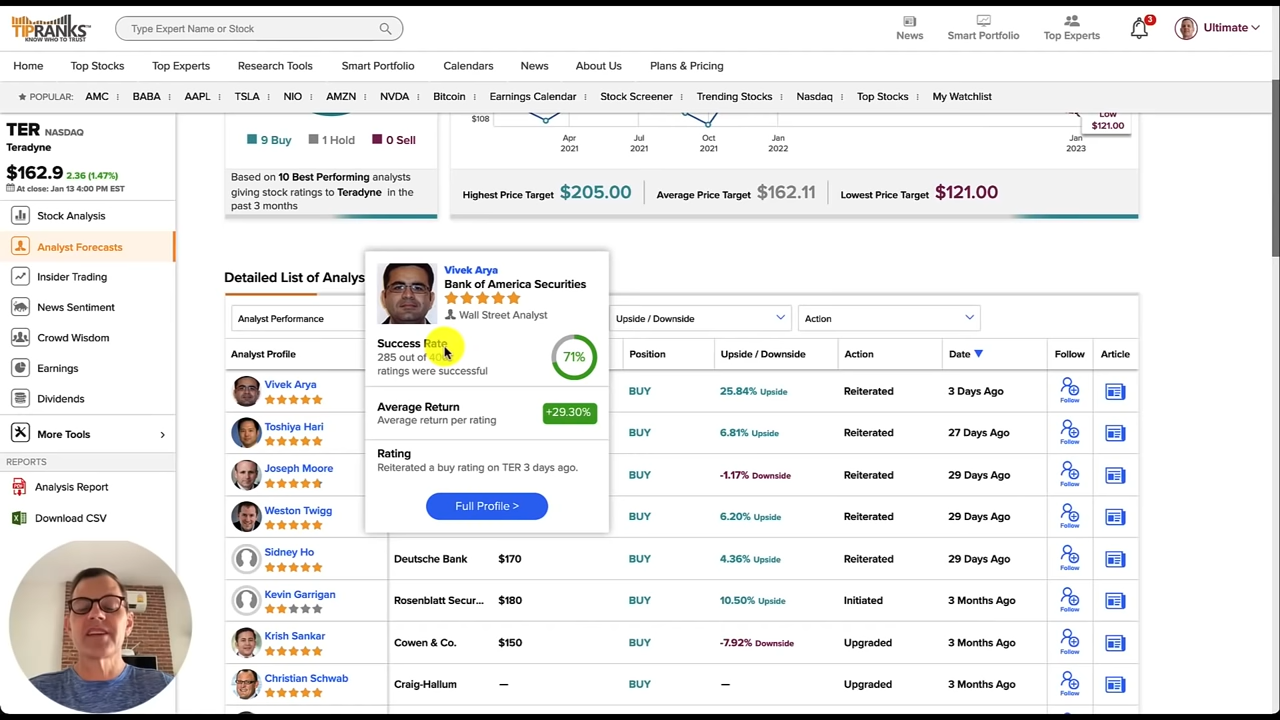 TIPRANKS
KNOW WHO TO TRUST
Type Expert Name or Stock
News
Smart Portfolio
Top Experts
3
Ultimate
Home
Top Stocks
Top Experts
Research Tools
Smart Portfolio
Calendars
News
About Us
Plans & Pricing
POPULAR:
AMC
BABA
AAPL
TSLA
NIO
AMZN
NVDA
Bitcoin
Earnings Calendar
Stock Screener
Trending Stocks
Nasdaq
Top Stocks
My Watchlist
TER NASDAQ
Teradyne
$162.9 2.36 (1.47%)
At close: Jan 13 4:00 PM EST
Stock Analysis
Analyst Forecasts
Insider Trading
News Sentiment
Crowd Wisdom
Earnings
Dividends
More Tools
REPORTS
Analysis Report
Download CSV
9 Buy
1 Hold
0 Sell
Based on 10 Best Performing analysts
giving stock ratings to Teradyne in the
past 3 months
$108
Apr
2021
Jul
2021
Oct
2021
Jan
2022
Jan
2023
Low
$121.00
Highest Price Target $205.00
Average Price Target $162.11
Lowest Price Target $121.00
Detailed List of Analys
Analyst Performance
Upside / Downside
Action
Analyst Profile
Position
Upside / Downside
Action
Date
Follow
Article
Vivek Arya
BUY
25.84% Upside
Reiterated
3 Days Ago
Follow
Toshiya Hari
BUY
6.81% Upside
Reiterated
27 Days Ago
Follow
Joseph Moore
BUY
-1.17% Downside
Reiterated
29 Days Ago
Follow
Weston Twigg
BUY
6.20% Upside
Reiterated
29 Days Ago
Follow
Sidney Ho
Deutsche Bank
$170
BUY
4.36% Upside
Reiterated
29 Days Ago
Follow
Kevin Garrigan
Rosenblatt Secur...
$180
BUY
10.50% Upside
Initiated
3 Months Ago
Follow
Krish Sankar
Cowen & Co.
$150
BUY
-7.92% Downside
Upgraded
3 Months Ago
Follow
Christian Schwab
Craig-Hallum
—
BUY
—
Upgraded
3 Months Ago
Follow
Vivek Arya
Bank of America Securities
Wall Street Analyst
Success Rate
285 out of
ratings were successful
71%
Average Return
Average return per rating
+29.30%
Rating
Reiterated a buy rating on TER 3 days ago.
Full Profile >